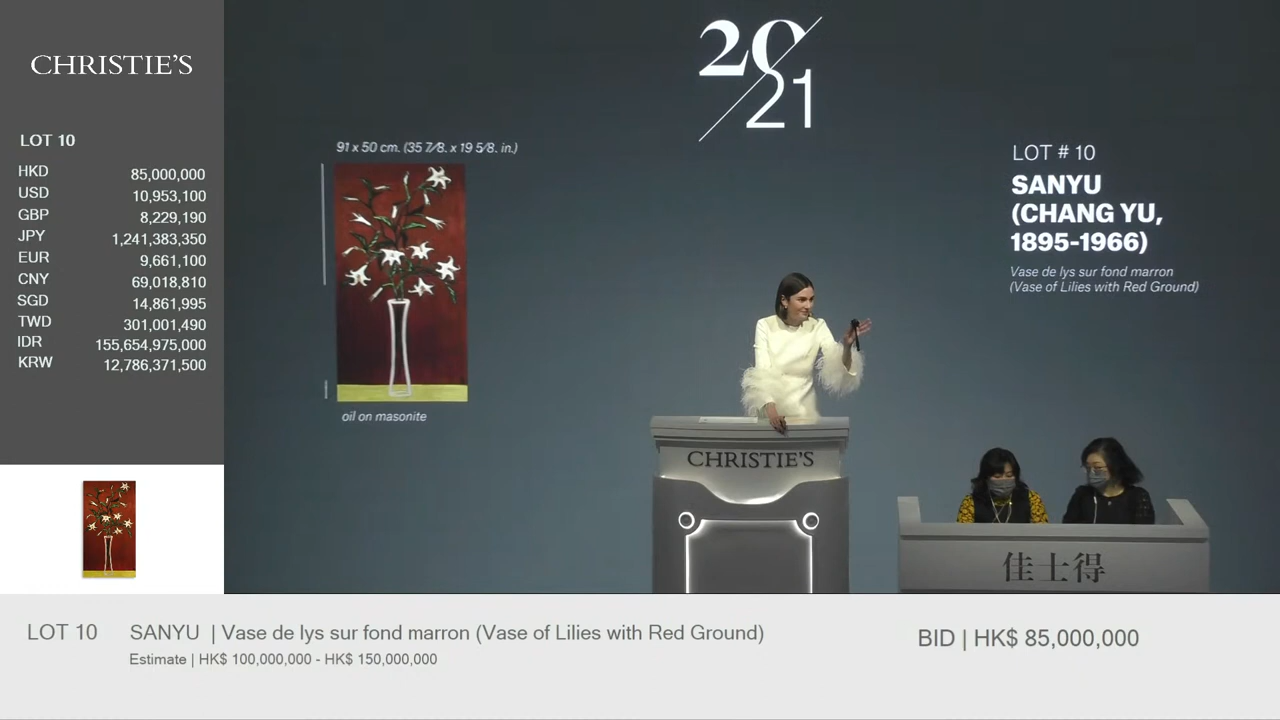 CHRISTIE'S
LOT 10
HKD 85,000,000
USD 10,953,100
GBP 8,229,190
JPY 1,241,383,350
EUR 9,661,100
CNY 69,018,810
SGD 14,861,995
TWD 301,001,490
IDR 155,654,975,000
KRW 12,786,371,500
20/21
91 x 50 cm. (35 7/8. x 19 5/8. in.)
oil on masonite
LOT # 10
SANYU
(CHANG YU,
1895-1966)
Vase de lys sur fond marron
(Vase of Lilies with Red Ground)
CHRISTIE'S
佳士得
LOT 10 SANYU | Vase de lys sur fond marron (Vase of Lilies with Red Ground)
Estimate | HK$ 100,000,000 - HK$ 150,000,000
BID | HK$ 85,000,000